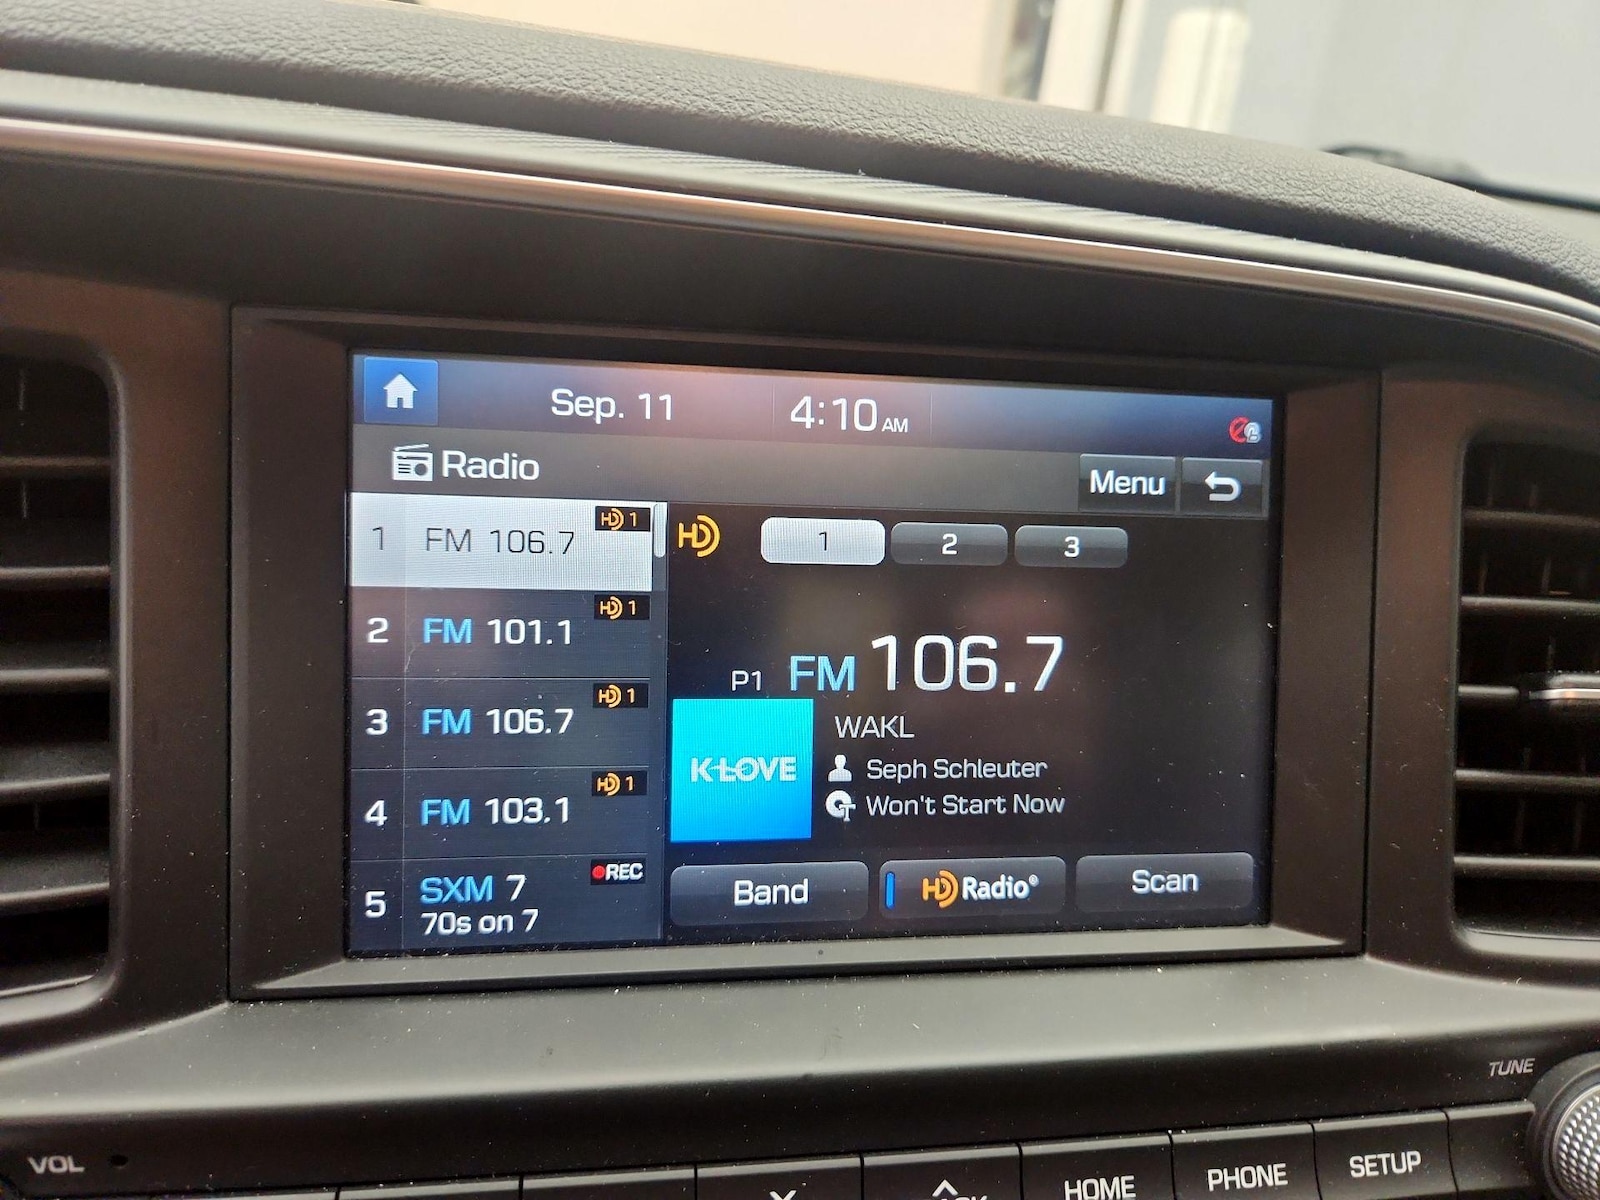 Sep. 11
4:10 AM
Radio
Menu
1 FM 106.7 HD 1
2 FM 101.1 HD 1
3 FM 106.7 HD 1
4 FM 103.1 HD 1
5 SXM 7 REC
70s on 7
HD 1 2 3
P1 FM 106.7
K-LOVE
WAKL
Seph Schleuter
Won't Start Now
Band
HD Radio®
Scan
TUNE
VOL
HOME
PHONE
SETUP